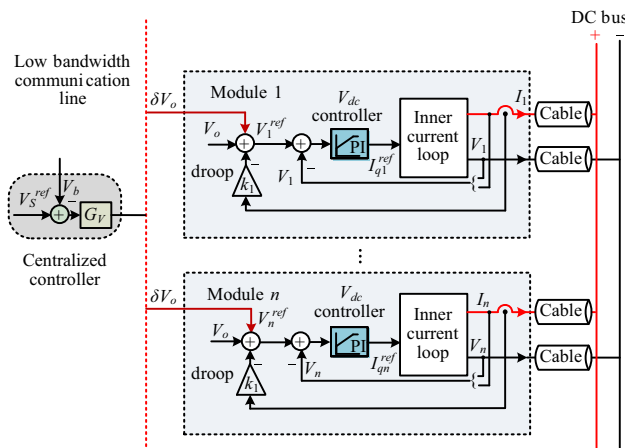 DC bus
+ −
Low bandwidth
communication
line
δV_o
Module 1
V_dc
controller
Inner
current
loop
I_1
Cable
V_o
V_1^ref
+
−
+
−
PI
I_q1^ref
V_1
Cable
droop
k_1
V_1
{
V_S^ref
V_b
+
−
G_V
Centralized
controller
...
δV_o
Module n
V_dc
controller
Inner
current
loop
I_n
Cable
V_o
V_n^ref
+
−
+
−
PI
I_qn^ref
V_n
Cable
droop
k_1
V_n
{